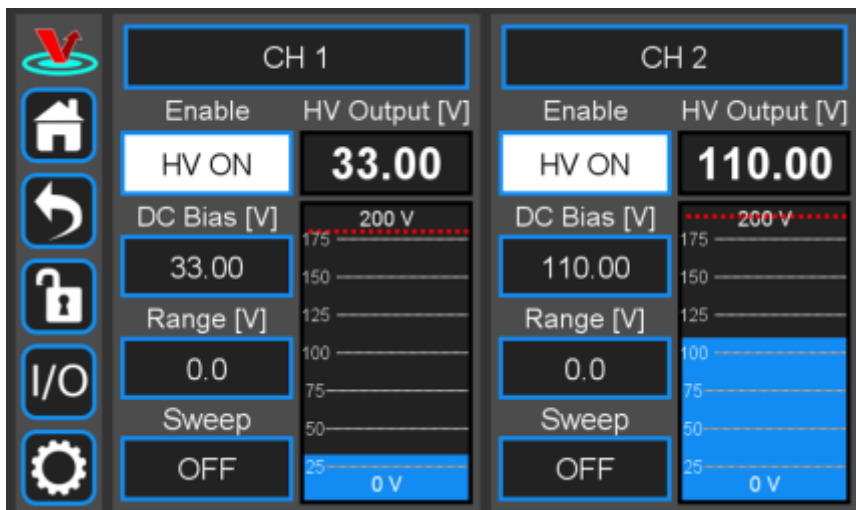 CH 1
Enable
HV Output [V]
HV ON
33.00
DC Bias [V]
33.00
Range [V]
0.0
Sweep
OFF
200 V
175
150
125
100
75
50
25
0 V
CH 2
Enable
HV Output [V]
HV ON
110.00
DC Bias [V]
110.00
Range [V]
0.0
Sweep
OFF
200 V
175
150
125
100
75
50
25
0 V
I/O